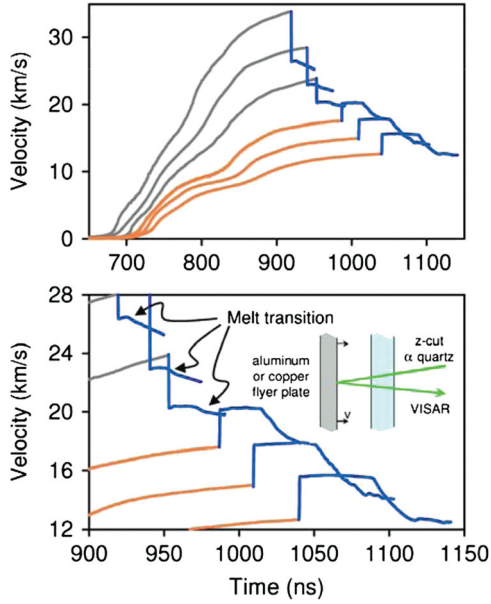 Velocity (km/s)
30
20
10
0
700
800
900
1000
1100
Velocity (km/s)
28
24
20
16
12
Melt transition
aluminum
or copper
flyer plate
v
z-cut
α quartz
VISAR
900
950
1000
1050
1100
1150
Time (ns)